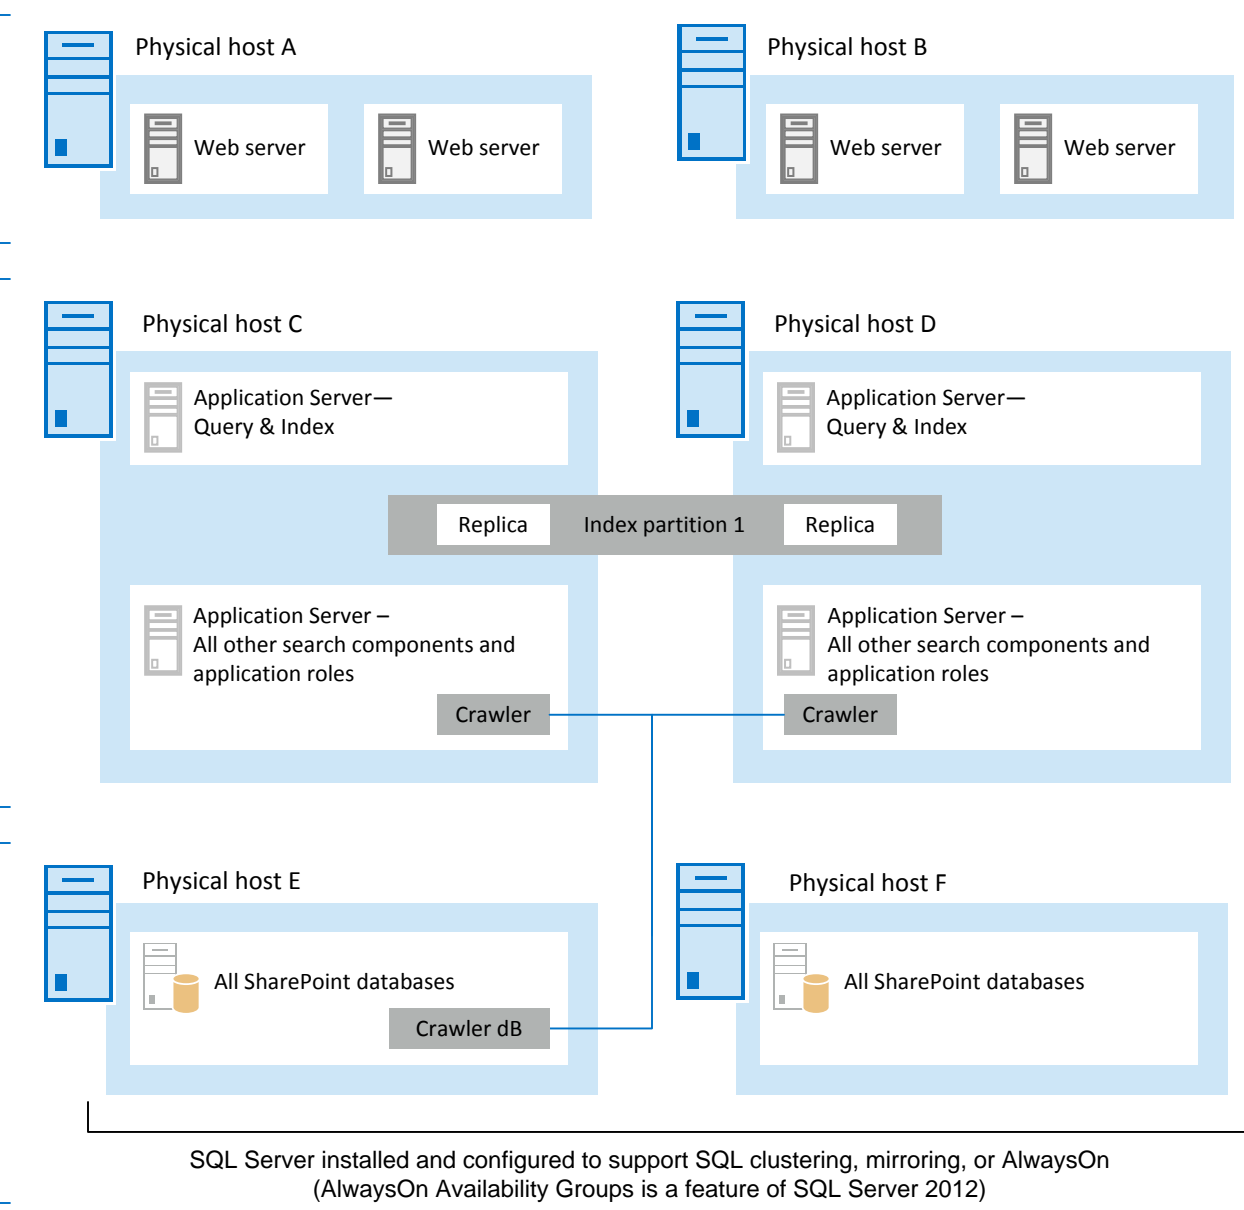 Physical host A
Physical host B
Web server
Web server
Web server
Web server
Physical host C
Physical host D
Application Server—
Query & Index
Application Server—
Query & Index
Replica
Index partition 1
Replica
Application Server –
All other search components and
application roles
Crawler
Application Server –
All other search components and
application roles
Crawler
Physical host E
Physical host F
All SharePoint databases
Crawler dB
All SharePoint databases
SQL Server installed and configured to support SQL clustering, mirroring, or AlwaysOn
(AlwaysOn Availability Groups is a feature of SQL Server 2012)